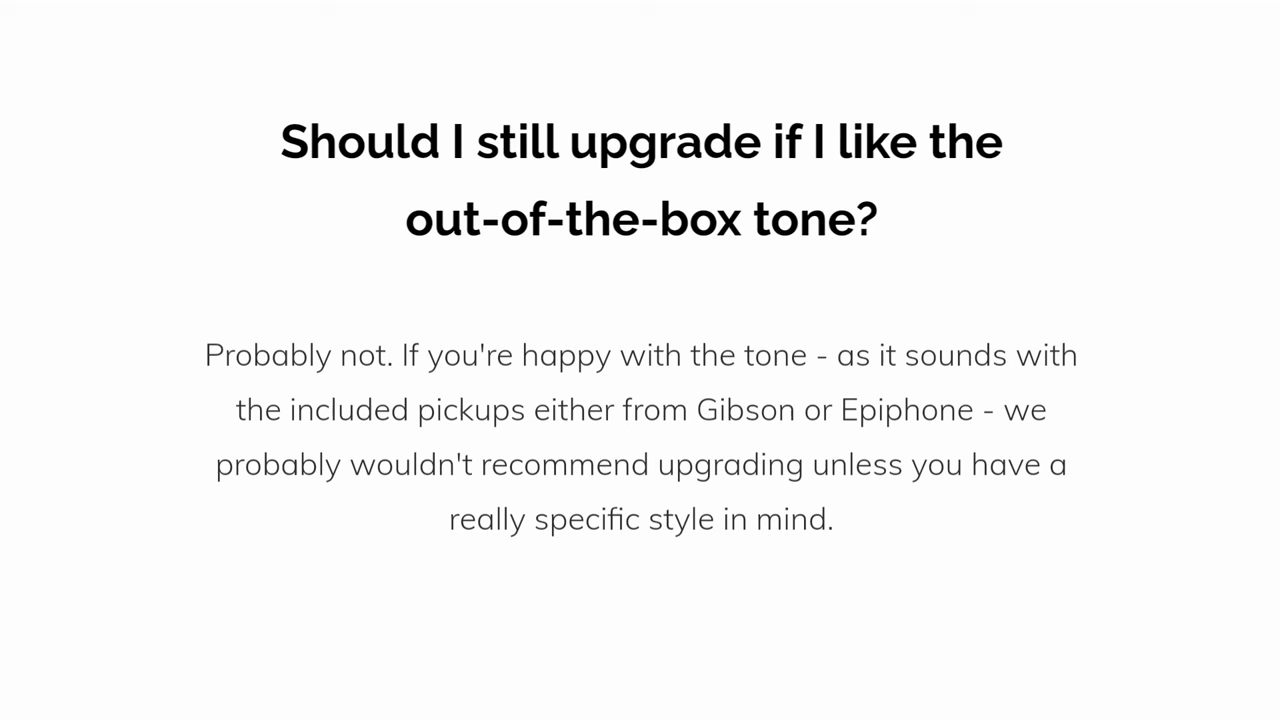 Should I still upgrade if I like the
out-of-the-box tone?
Probably not. If you're happy with the tone - as it sounds with
the included pickups either from Gibson or Epiphone - we
probably wouldn't recommend upgrading unless you have a
really specific style in mind.